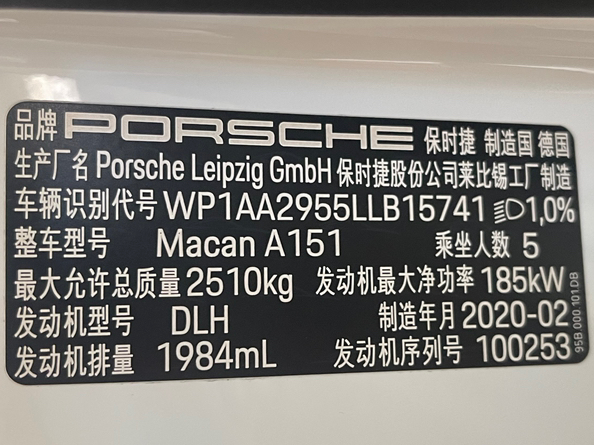 品牌 PORSCHE 保时捷 制造国 德国
生产厂名 Porsche Leipzig GmbH 保时捷股份公司莱比锡工厂制造
车辆识别代号 WP1AA2955LLB15741 1,0%
整车型号 Macan A151 乘坐人数 5
最大允许总质量 2510kg 发动机最大净功率 185kW
发动机型号 DLH 制造年月 2020-02
发动机排量 1984mL 发动机序列号 100253
95B.000.101.DB